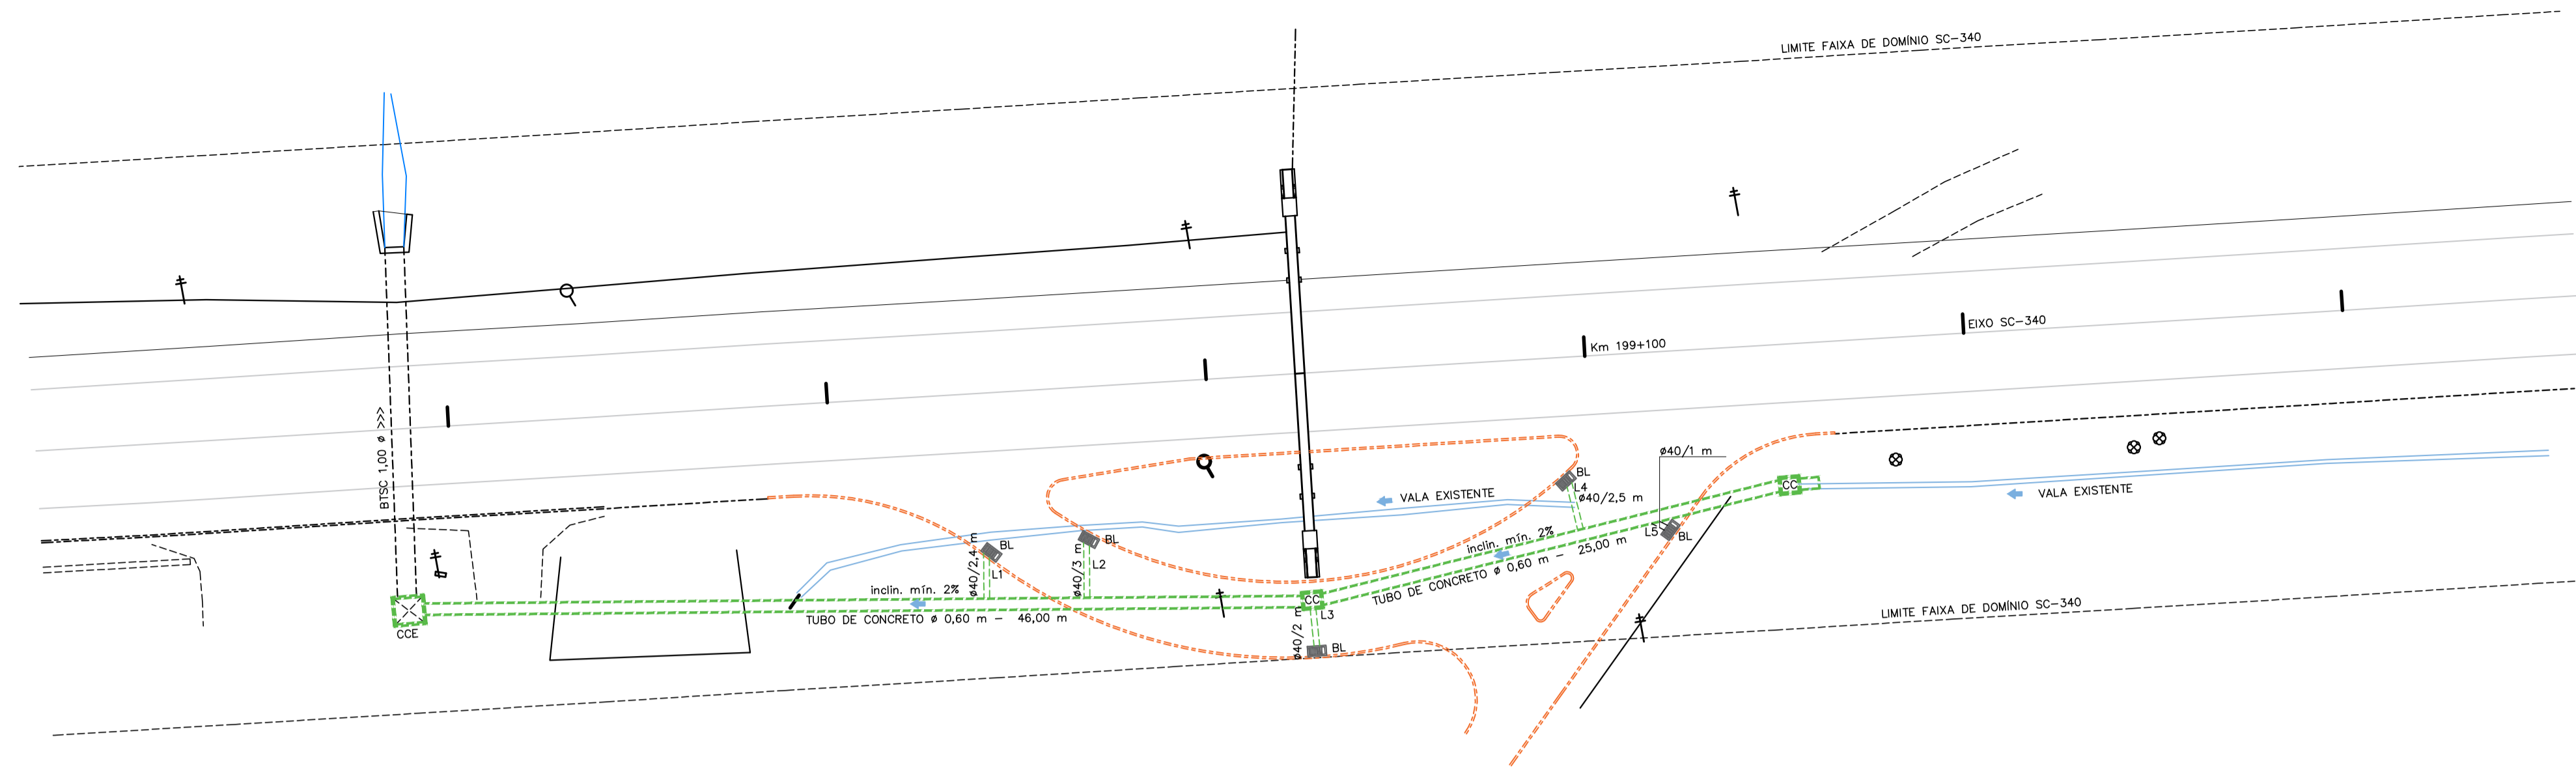 LIMITE FAIXA DE DOMÍNIO SC-340
EIXO SC-340
Km 199+100
BTSC 1,00 ø >>>
ø40/1 m
BL
L4
ø40/2,5 m
VALA EXISTENTE
CC
VALA EXISTENTE
inclin. mín. 2%
TUBO DE CONCRETO ø 0,60 m - 25,00 m
L5
BL
ø40/2,4 m
BL
L1
ø40/3 m
BL
L2
inclin. mín. 2%
TUBO DE CONCRETO ø 0,60 m - 46,00 m
CC
L3
ø40/2 m
BL
CCE
LIMITE FAIXA DE DOMÍNIO SC-340